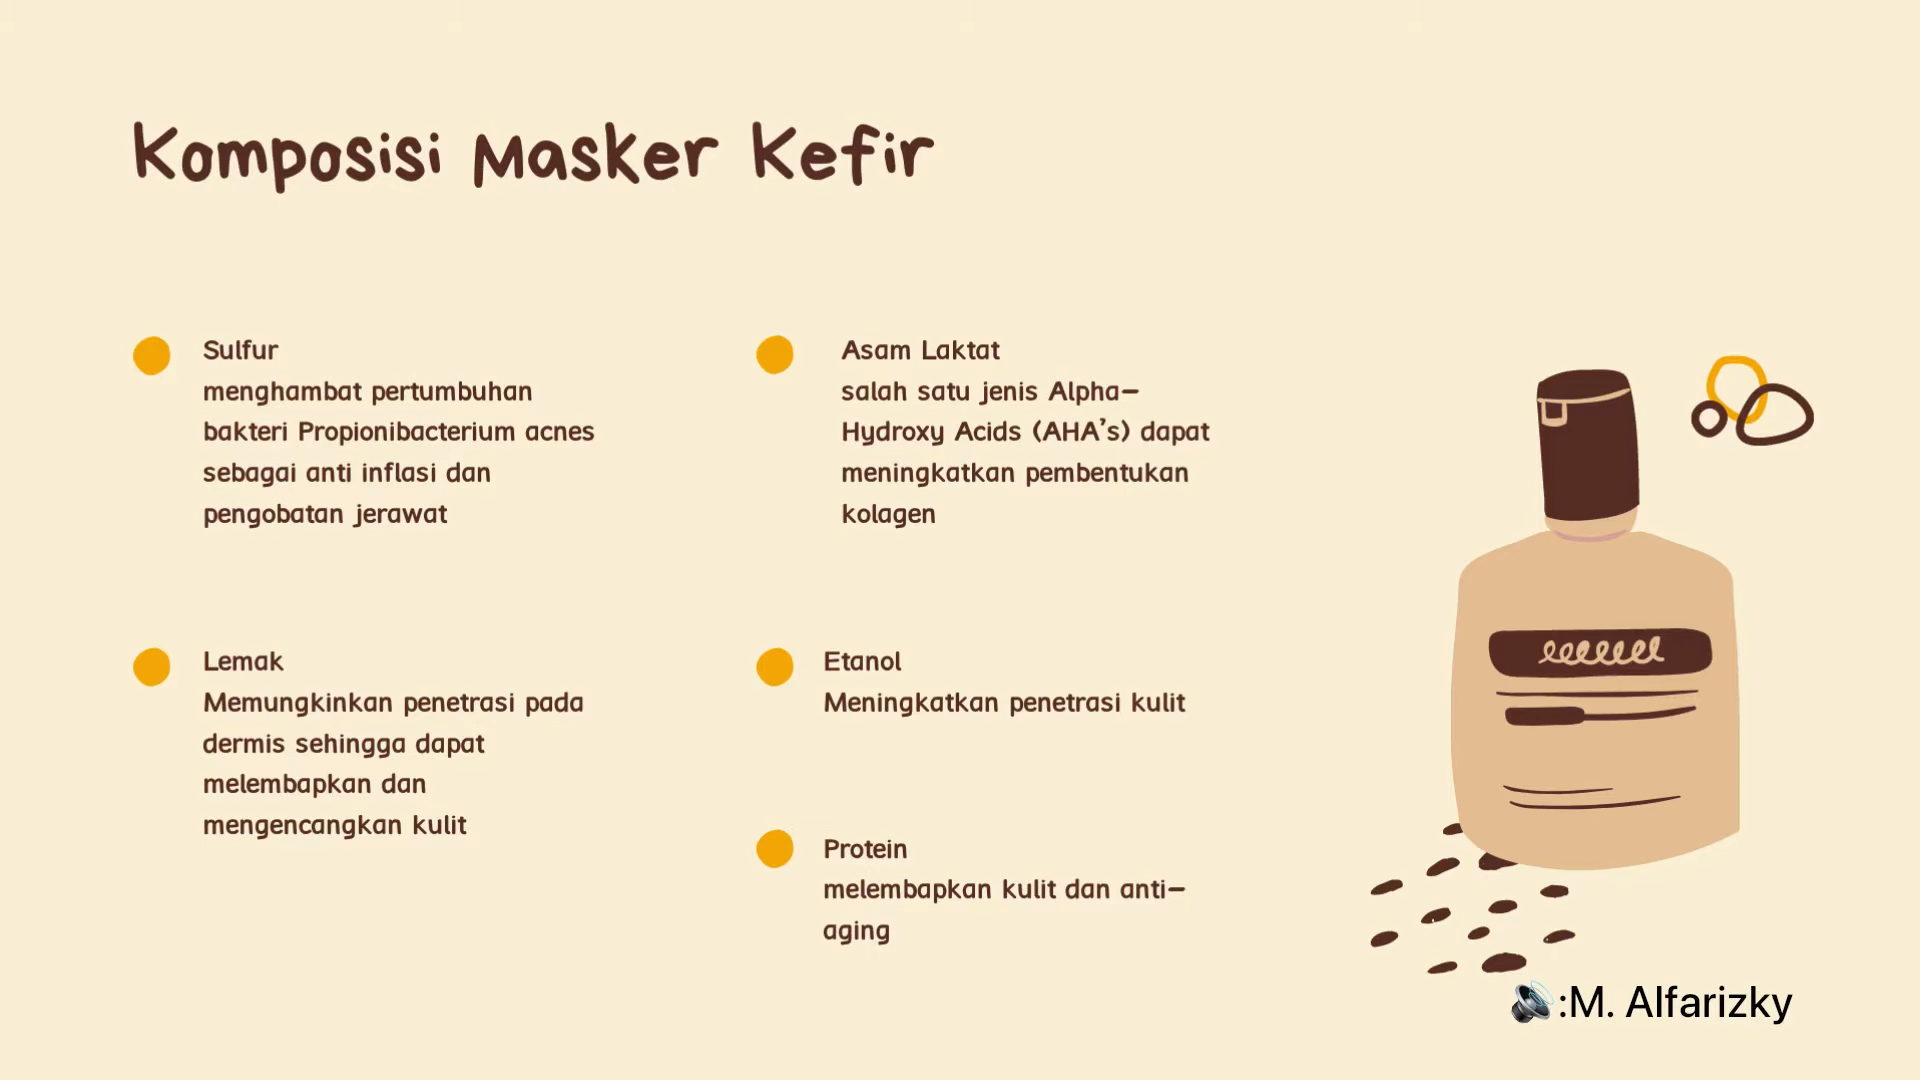 Komposisi Masker Kefir
Sulfur
menghambat pertumbuhan
bakteri Propionibacterium acnes
sebagai anti inflasi dan
pengobatan jerawat
Lemak
Memungkinkan penetrasi pada
dermis sehingga dapat
melembapkan dan
mengencangkan kulit
Asam Laktat
salah satu jenis Alpha-
Hydroxy Acids (AHA's) dapat
meningkatkan pembentukan
kolagen
Etanol
Meningkatkan penetrasi kulit
Protein
melembapkan kulit dan anti-
aging
🔊:M. Alfarizky